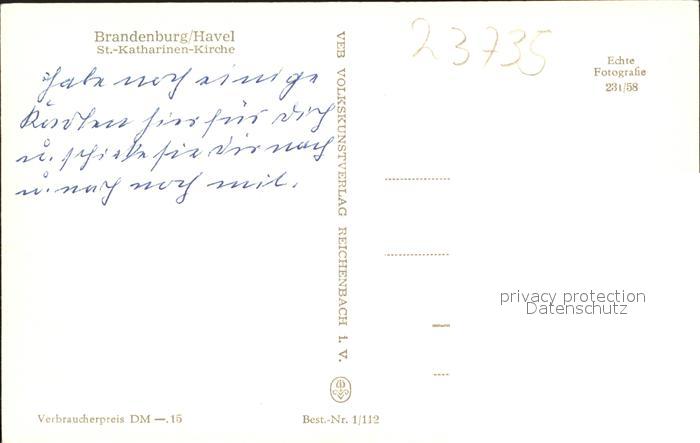 Brandenburg/Havel
St.-Katharinen-Kirche
habe noch einige
Karten hier für Dich
u. schicke sie Dir nach
u. nach noch mit.
VEB VOLKSKUNSTVERLAG REICHENBACH i. V.
23735
Echte
Fotografie
231/58
privacy protection
Datenschutz
Verbraucherpreis DM —.15
Best.-Nr. 1/112